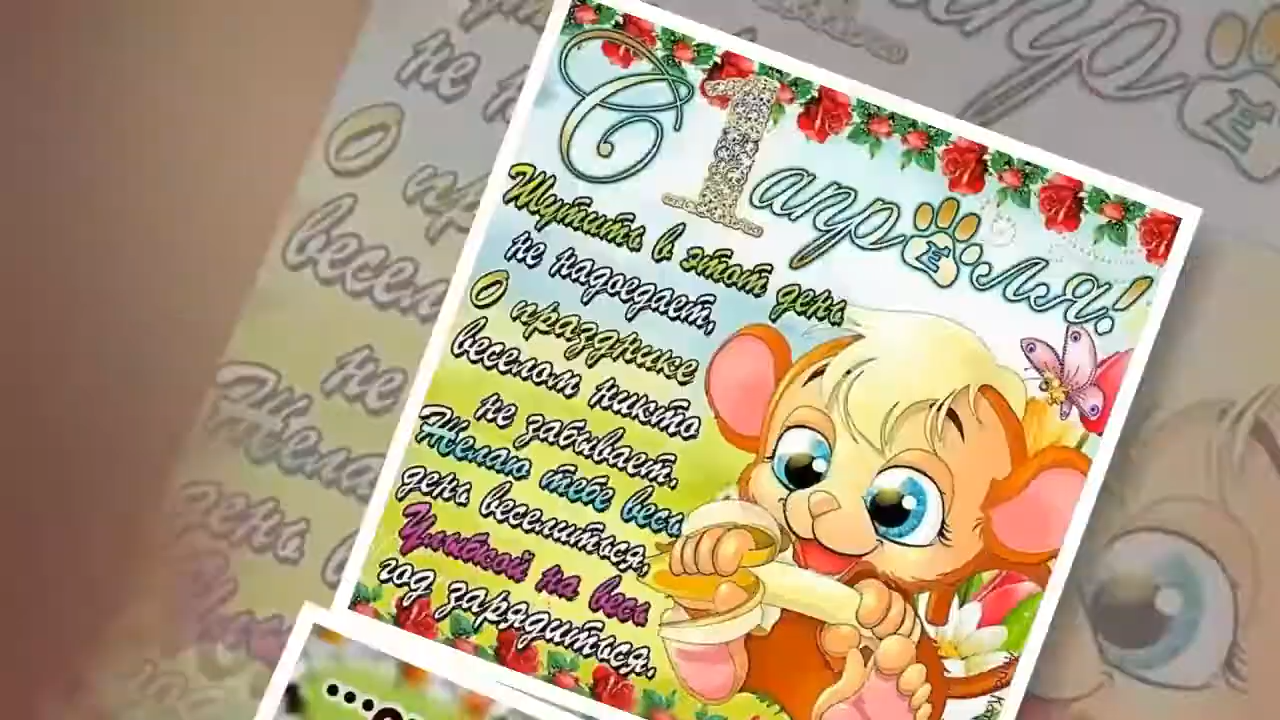 С 1 апреля!
Шутить в этот день
не надоедает,
О празднике
веселом никто
не забывает.
Желаю тебе весь
день веселиться,
Улыбкой на весь
год зарядиться.